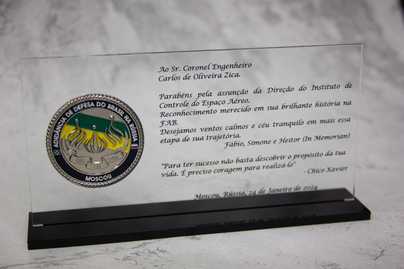 Ao Sr. Coronel Engenheiro
Carlos de Oliveira Zica.
Parabéns pela assunção da Direção do Instituto de
Controle do Espaço Aéreo.
Reconhecimento merecido em sua brilhante história na
FAB.
Desejamos ventos calmos e céu tranquilo em mais essa
etapa de sua trajetória.
Fábio, Simone e Heitor (In Memorian)
"Para ter sucesso não basta descobrir o propósito da sua
vida. É preciso coragem para realizá-lo"
- Chico Xavier
Moscou, Rússia, 24 de Janeiro de 2024
ADIDÂNCIA DE DEFESA DO BRASIL NA RÚSSIA
MOSCOU